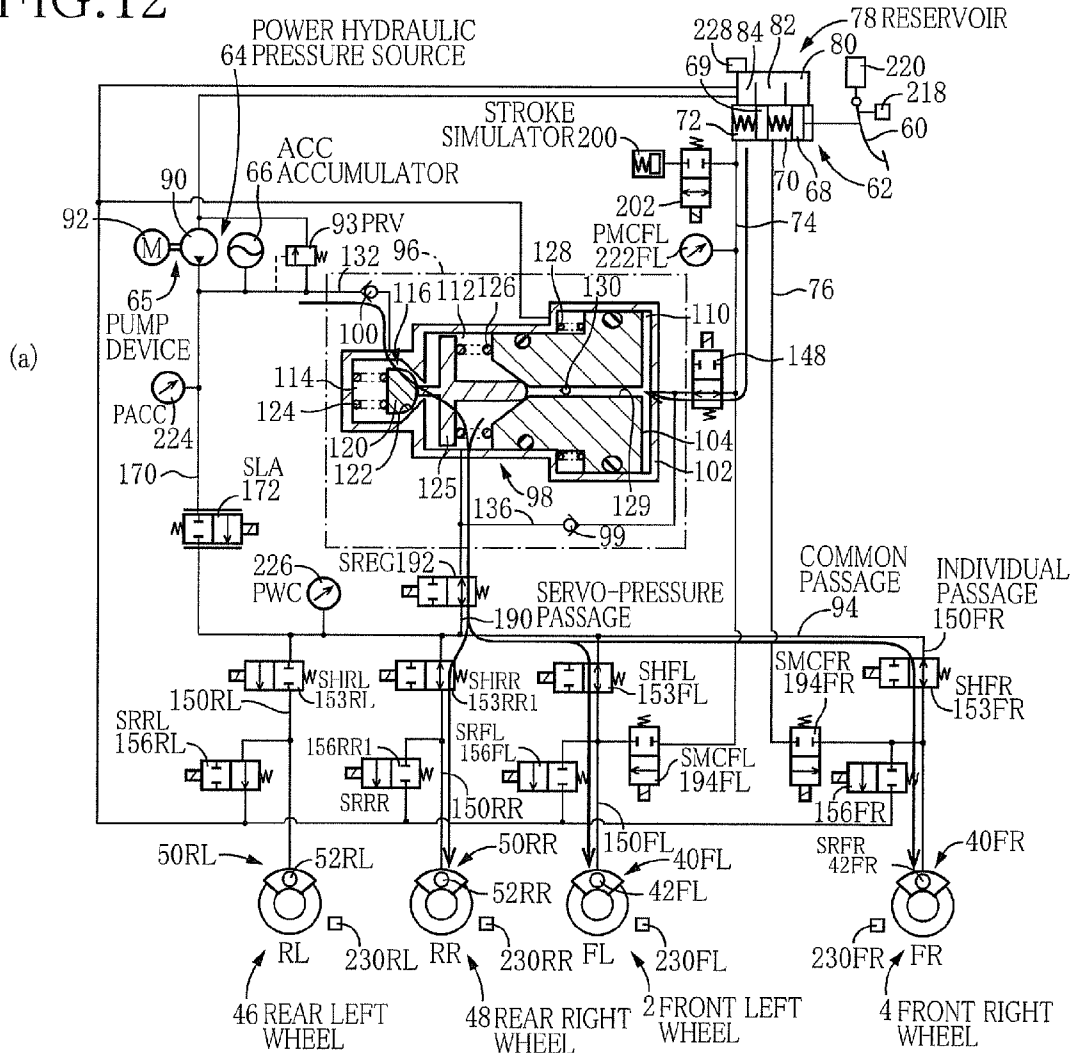 FIG.12
78 RESERVOIR
POWER HYDRAULIC
64 PRESSURE SOURCE
228
84
82
80
220
218
69
STROKE
SIMULATOR 200
72
60
ACC
66 ACCUMULATOR
90
92
M
70
68
62
202
74
93 PRV
PMCFL
222FL
132
96
128
130
76
65
116
112
126
110
PUMP
DEVICE
100
148
(a)
114
PACC
224
124
120
122
104
102
170
125
98
129
SLA
172
136
99
226
PWC
SREG192
SERVO-PRESSURE
PASSAGE
COMMON
PASSAGE
94
INDIVIDUAL
PASSAGE
150FR
190
SHRL
153RL
SHRR
153RR1
SHFL
153FL
SMCFR
194FR
SHFR
153FR
150RL
SRRL
156RL
156RR1
SRFL
156FL
SMCFL
194FL
SRRR
150RR
156FR
150FL
50RL
52RL
50RR
40FL
SRFR
42FR
40FR
52RR
42FL
RL
230RL
RR
230RR
FL
230FL
230FR
FR
46 REAR LEFT
WHEEL
48 REAR RIGHT
WHEEL
2 FRONT LEFT
WHEEL
4 FRONT RIGHT
WHEEL